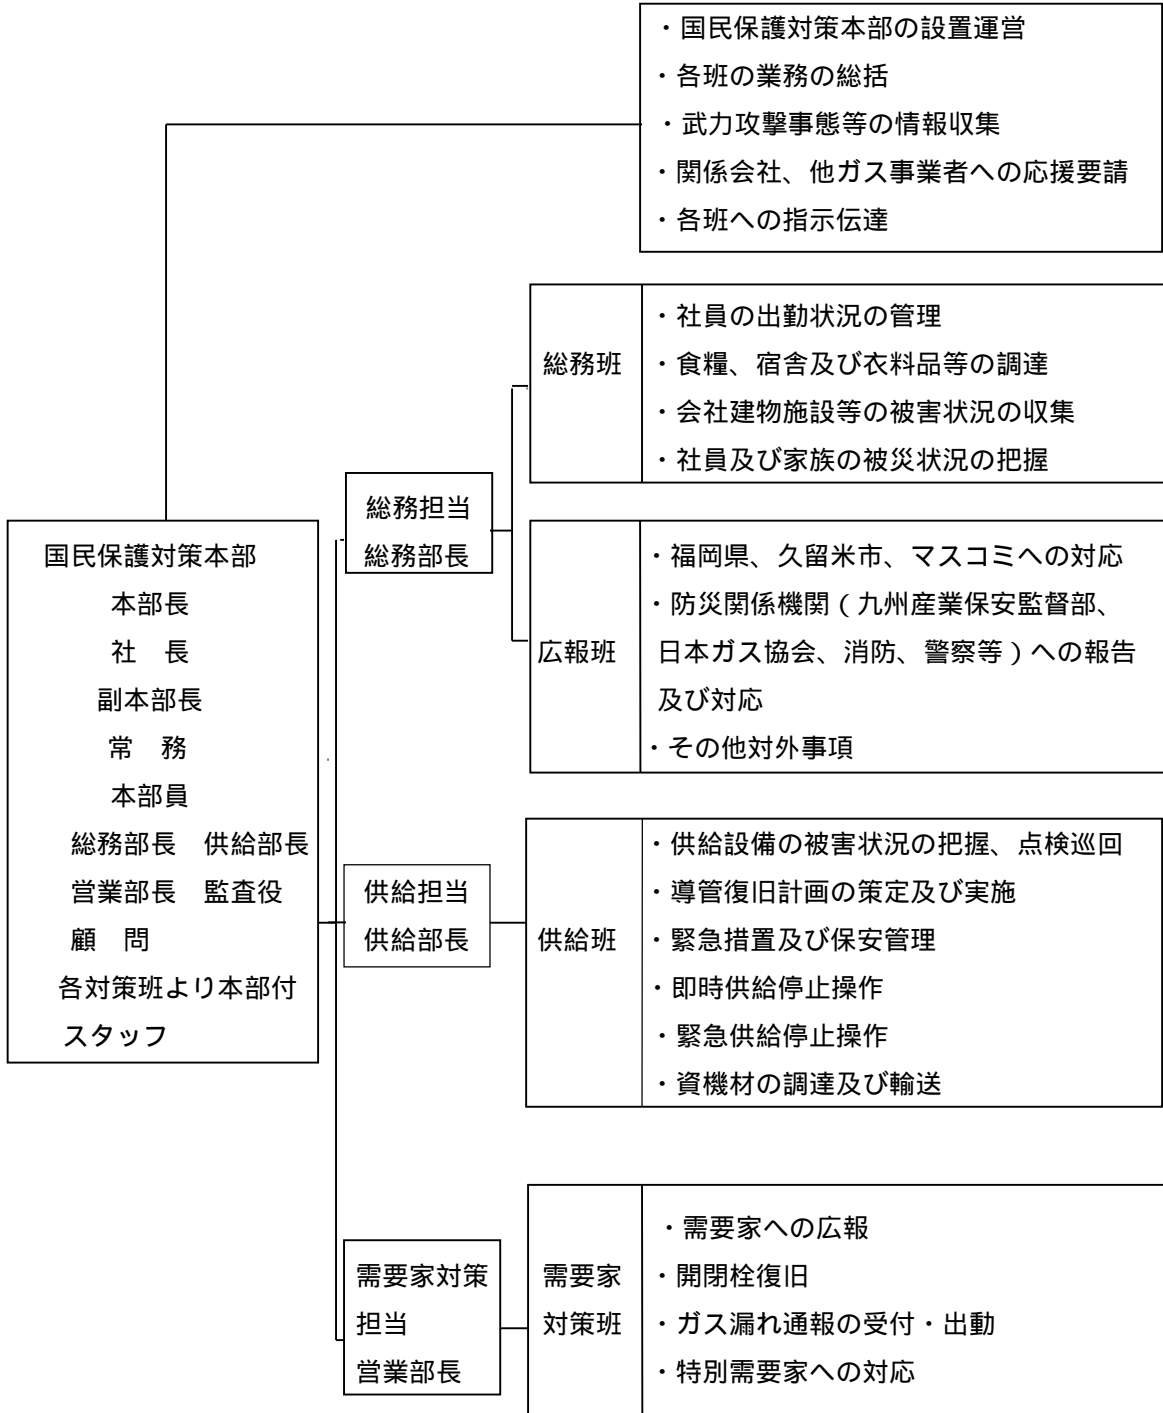 ・国民保護対策本部の設置運営
・各班の業務の総括
・武力攻撃事態等の情報収集
・関係会社、他ガス事業者への応援要請
・各班への指示伝達
国民保護対策本部
本部長
社　長
副本部長
常　務
本部員
総務部長　供給部長
営業部長　監査役
顧　問
各対策班より本部付
スタッフ
総務担当
総務部長
総務班
・社員の出勤状況の管理
・食糧、宿舎及び衣料品等の調達
・会社建物施設等の被害状況の収集
・社員及び家族の被災状況の把握
広報班
・福岡県、久留米市、マスコミへの対応
・防災関係機関（九州産業保安監督部、
日本ガス協会、消防、警察等）への報告
及び対応
・その他対外事項
供給担当
供給部長
供給班
・供給設備の被害状況の把握、点検巡回
・導管復旧計画の策定及び実施
・緊急措置及び保安管理
・即時供給停止操作
・緊急供給停止操作
・資機材の調達及び輸送
需要家対策
担当
営業部長
需要家
対策班
・需要家への広報
・開閉栓復旧
・ガス漏れ通報の受付・出動
・特別需要家への対応